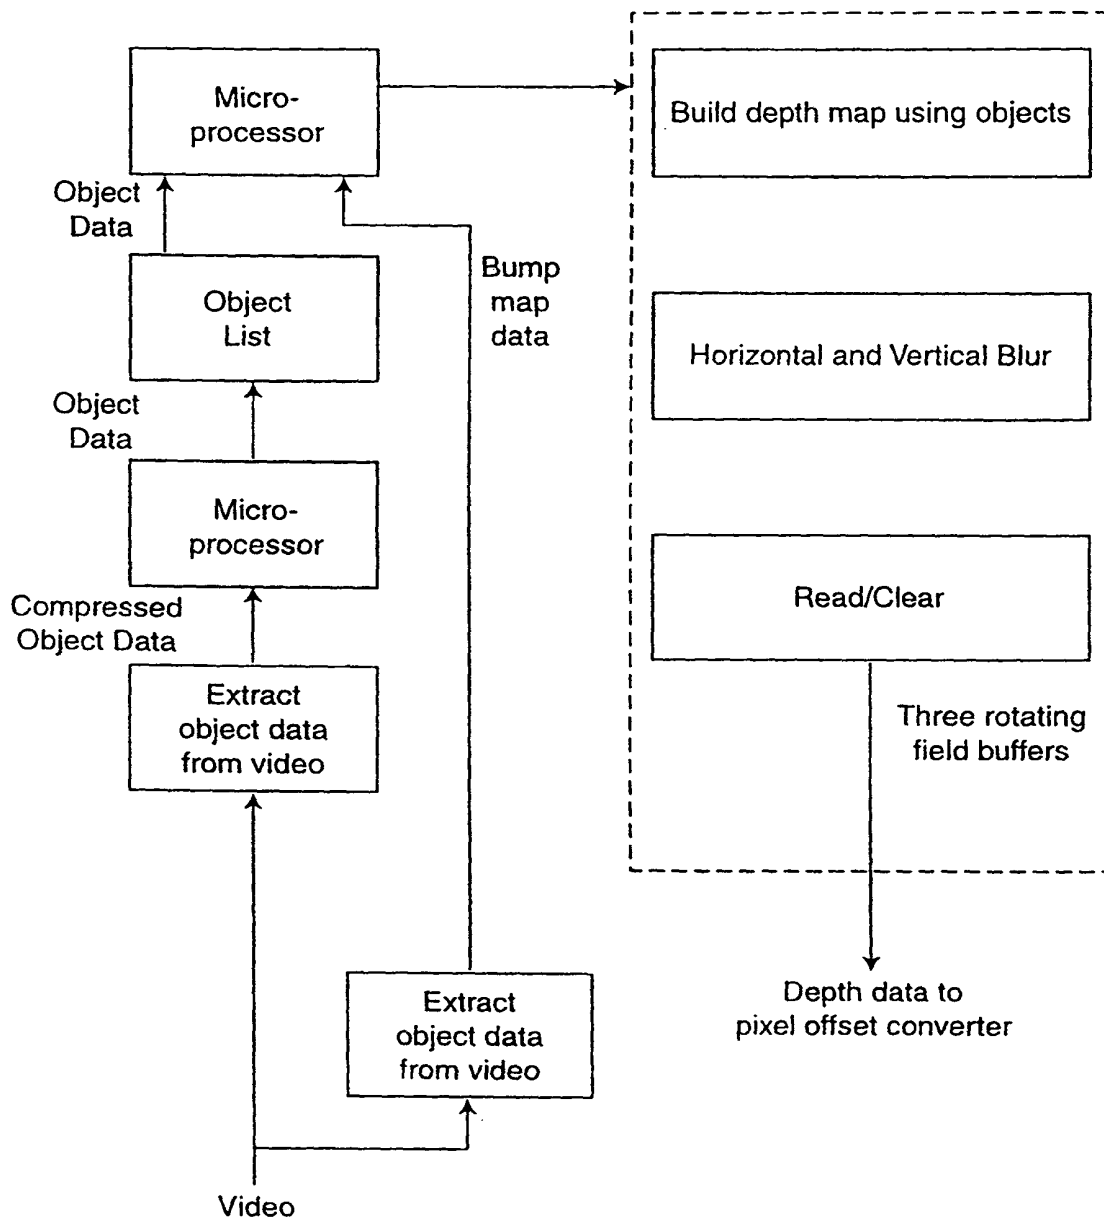 Micro-
processor
Build depth map using objects
Object
Data
Object
List
Bump
map
data
Horizontal and Vertical Blur
Object
Data
Micro-
processor
Read/Clear
Compressed
Object Data
Extract
object data
from video
Three rotating
field buffers
Extract
object data
from video
Depth data to
pixel offset converter
Video